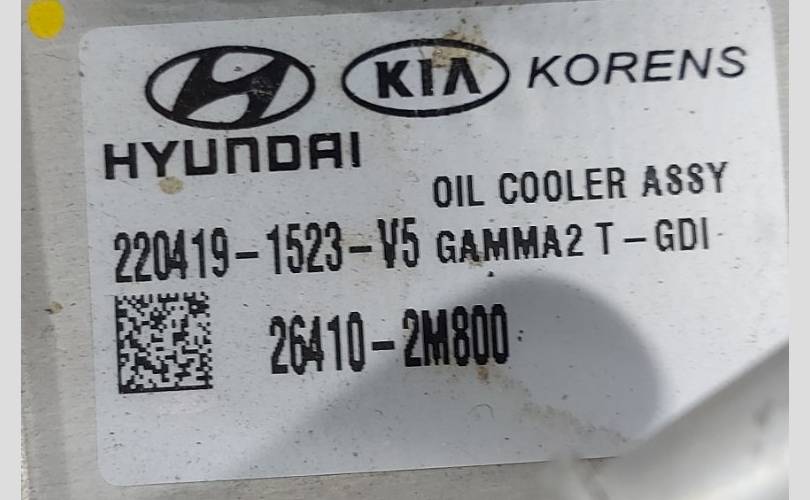 HYUNDAI KIA KORENS
OIL COOLER ASSY
220419-1523-V5 GAMMA2 T-GDI
26410-2M800